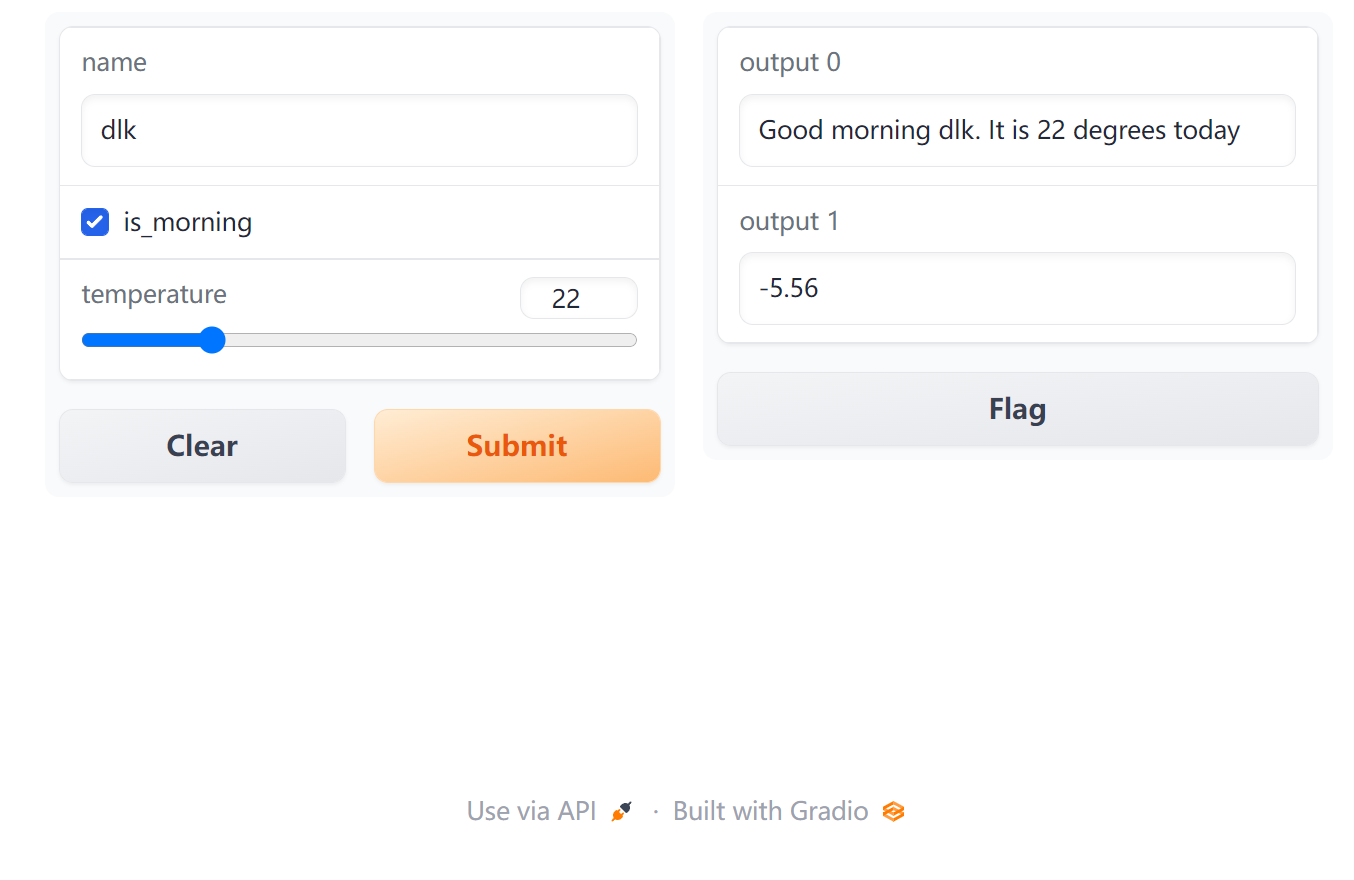 name
dlk
is_morning
temperature
22
Clear
Submit
output 0
Good morning dlk. It is 22 degrees today
output 1
-5.56
Flag
Use via API · Built with Gradio